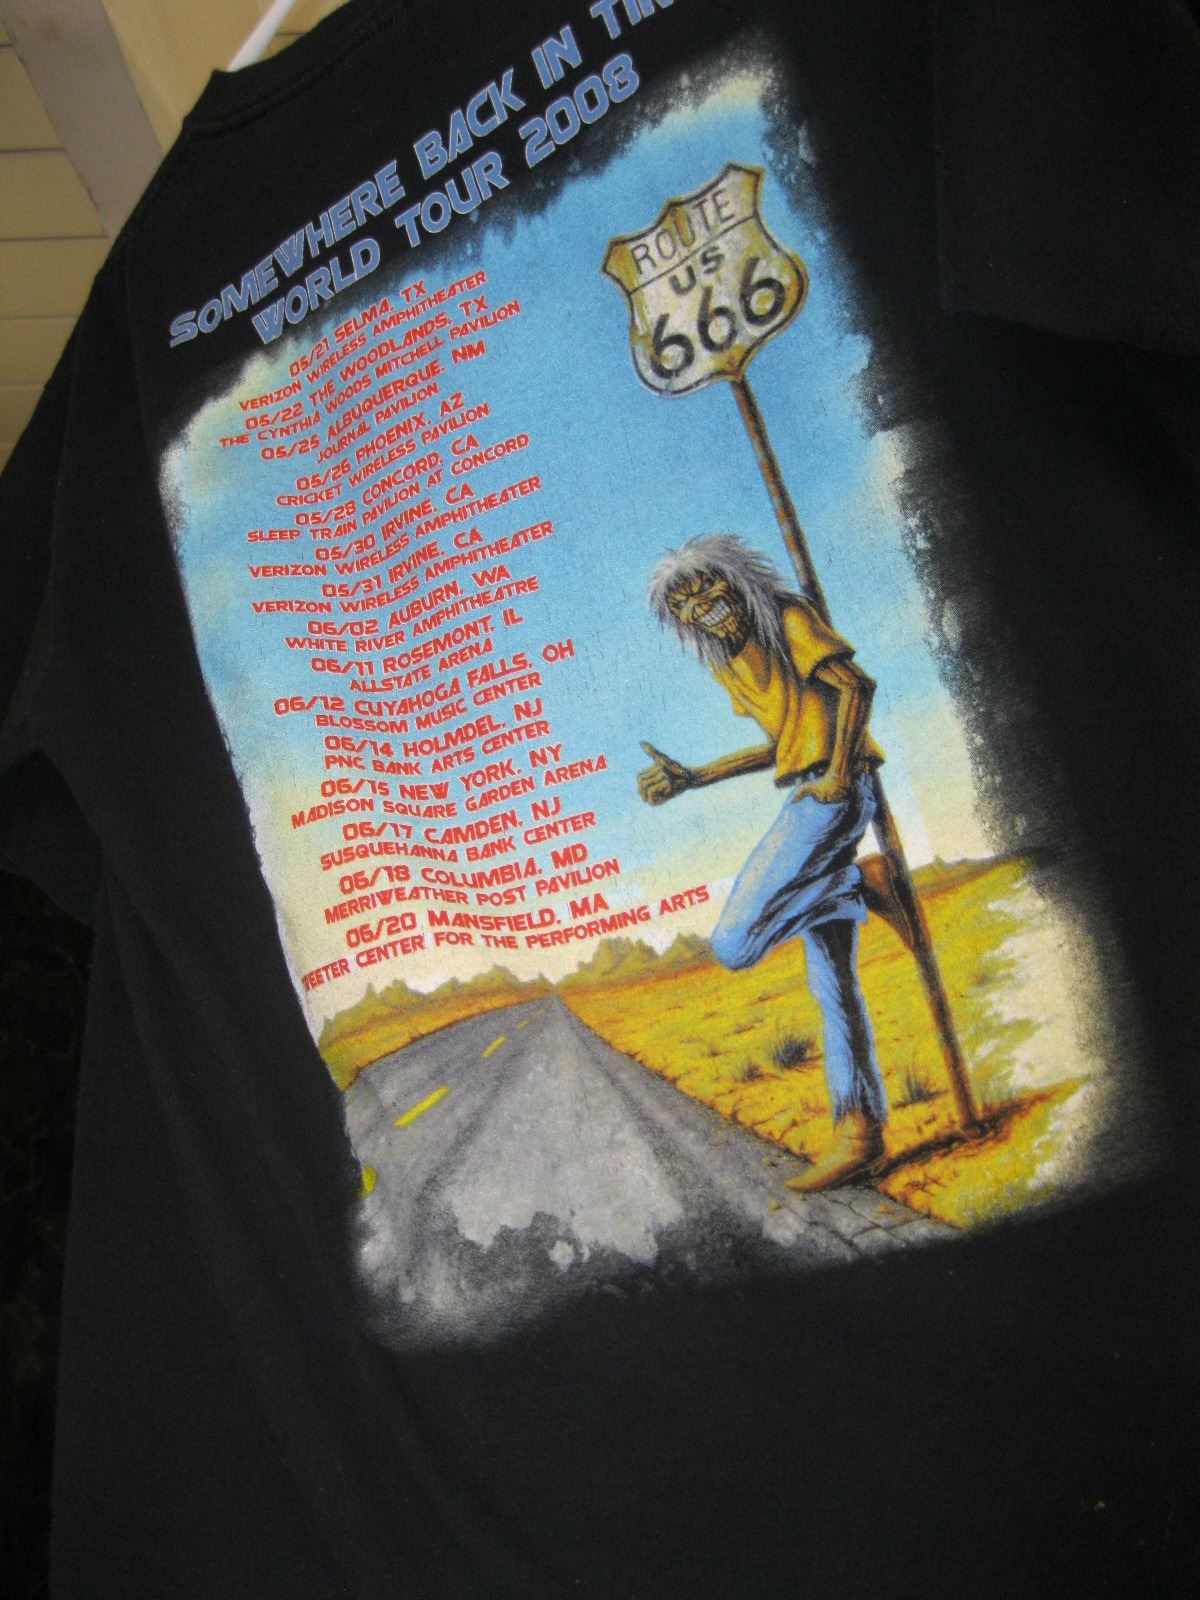 SOMEWHERE BACK IN TIM
WORLD TOUR 2008
05/21 SELMA, TX
VERIZON WIRELESS AMPHITHEATER
05/22 THE WOODLANDS, TX
THE CYNTHIA WOODS MITCHELL PAVILION
05/25 ALBUQUERQUE, NM
JOURNAL PAVILION
05/26 PHOENIX, AZ
CRICKET WIRELESS PAVILION
05/28 CONCORD, CA
SLEEP TRAIN PAVILION AT CONCORD
05/30 IRVINE, CA
VERIZON WIRELESS AMPHITHEATER
05/31 IRVINE, CA
VERIZON WIRELESS AMPHITHEATER
06/02 AUBURN, WA
WHITE RIVER AMPHITHEATRE
06/11 ROSEMONT, IL
ALLSTATE ARENA
06/12 CUYAHOGA FALLS, OH
BLOSSOM MUSIC CENTER
06/14 HOLMDEL, NJ
PNC BANK ARTS CENTER
06/15 NEW YORK, NY
MADISON SQUARE GARDEN ARENA
06/17 CAMDEN, NJ
SUSQUEHANNA BANK CENTER
06/18 COLUMBIA, MD
MERRIWEATHER POST PAVILION
06/20 MANSFIELD, MA
TWEETER CENTER FOR THE PERFORMING ARTS
ROUTE
US
666